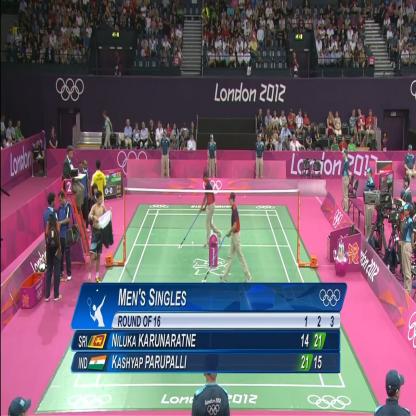 London 2012
London
London 2012
2012
MEN'S SINGLES
ROUND OF 16 1 2 3
SRI NILUKA KARUNARATNE 14 21
IND KASHYAP PARUPALLI 21 15
London 2012